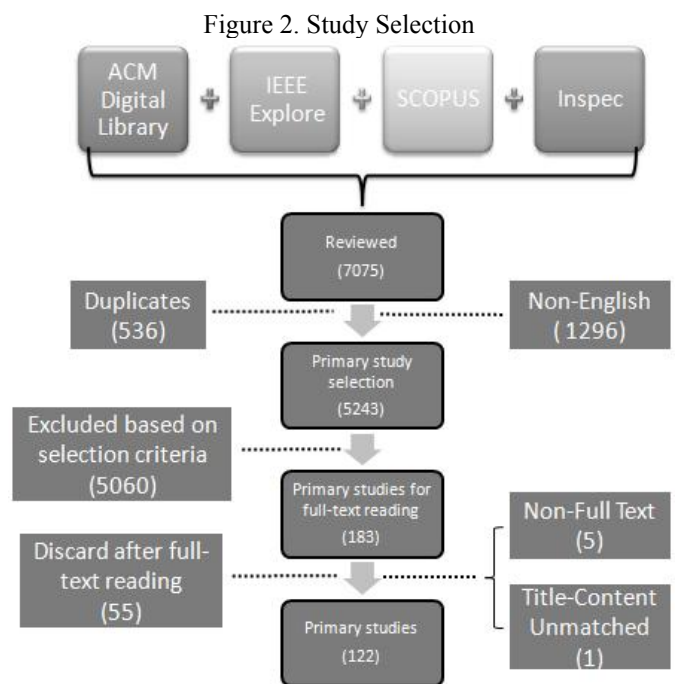 Figure 2. Study Selection
ACM
Digital
Library
IEEE
Explore
SCOPUS
Inspec
Reviewed
(7075)
Duplicates
(536)
Non-English
( 1296)
Primary study
selection
(5243)
Excluded based on
selection criteria
(5060)
Primary studies for
full-text reading
(183)
Non-Full Text
(5)
Discard after full-
text reading
(55)
Title-Content
Unmatched
(1)
Primary studies
(122)